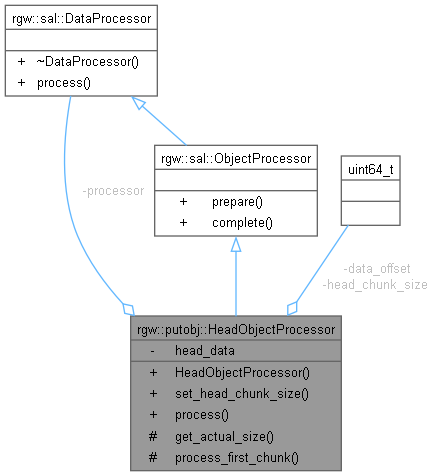 rgw::sal::DataProcessor
+ ~DataProcessor()
+ process()
rgw::sal::ObjectProcessor
+ prepare()
+ complete()
uint64_t
-processor
-data_offset
-head_chunk_size
rgw::putobj::HeadObjectProcessor
- head_data
+ HeadObjectProcessor()
+ set_head_chunk_size()
+ process()
# get_actual_size()
# process_first_chunk()